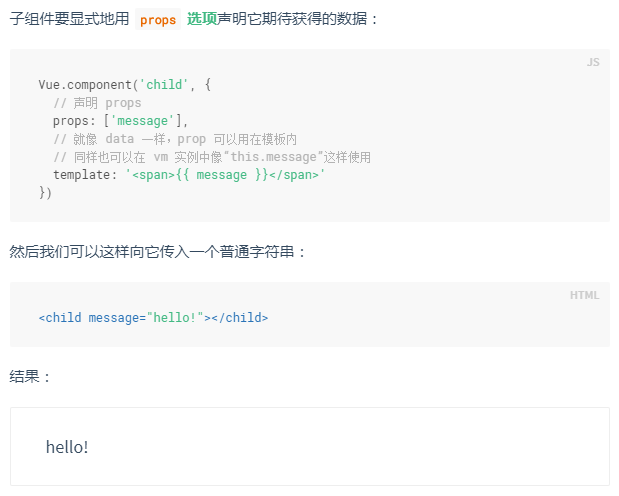 子组件要显式地用 props 选项声明它期待获得的数据：
JS
Vue.component('child', {
  // 声明 props
  props: ['message'],
  // 就像 data 一样，prop 可以用在模板内
  // 同样也可以在 vm 实例中像“this.message”这样使用
  template: '<span>{{ message }}</span>'
})
然后我们可以这样向它传入一个普通字符串：
HTML
<child message="hello!"></child>
结果：
hello!